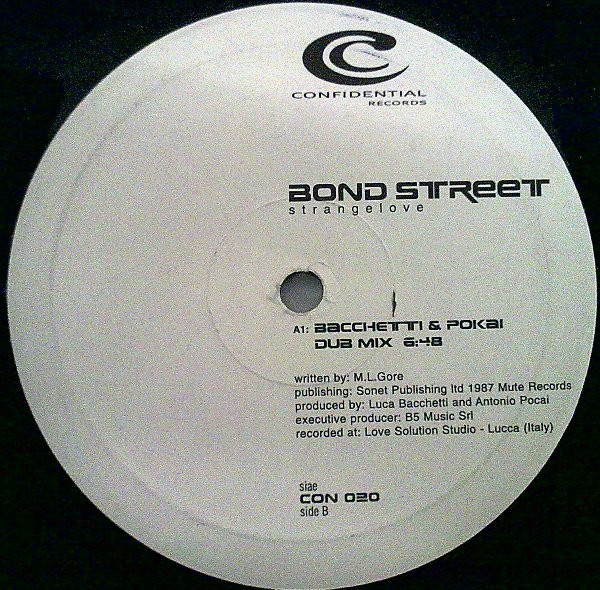 CONFIDENTIAL
RECORDS
BOND STREET
strangelove
A1: BACCHETTI & POKAI
DUB MIX 6:48
written by: M.L.Gore
publishing: Sonet Publishing ltd 1987 Mute Records
produced by: Luca Bacchetti and Antonio Pocai
executive producer: B5 Music Srl
recorded at: Love Solution Studio - Lucca (Italy)
siae
CON 020
side B